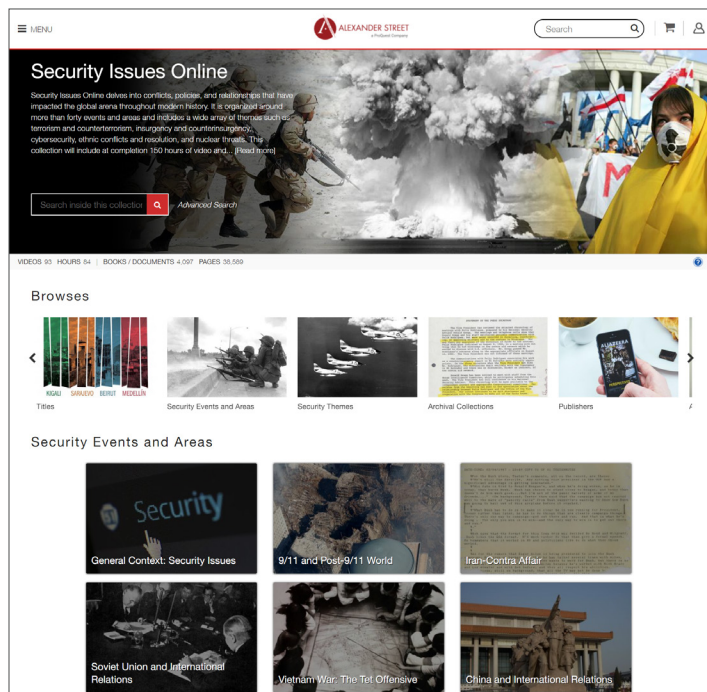 MENU
ALEXANDER STREET
a ProQuest Company
Search
Security Issues Online
Security Issues Online delves into conflicts, policies, and relationships that have
impacted the global arena throughout modern history. It is organized around
more than forty events and areas and includes a wide array of themes such as
terrorism and counterterrorism, insurgency and counterinsurgency,
cybersecurity, ethnic conflicts and resolution, and nuclear threats. This
collection will include at completion 150 hours of video and... [Read more]
Search inside this collection
Advanced Search
VIDEOS 93 HOURS 84 | BOOKS / DOCUMENTS 4,097 PAGES 38,589
Browses
KIGALI SARAJEVO BEIRUT MEDELLÍN
ALJAZEERA
Titles
Security Events and Areas
Security Themes
Archival Collections
Publishers
Security Events and Areas
Security
General Context: Security Issues
9/11 and Post-9/11 World
Iran-Contra Affair
Soviet Union and International
Relations
Vietnam War: The Tet Offensive
China and International Relations